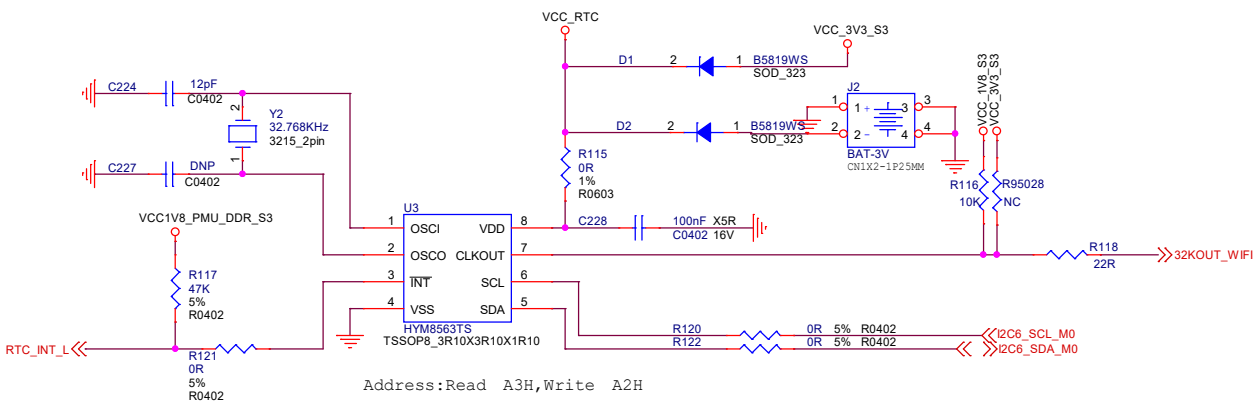 VCC_RTC
VCC_3V3_S3
D1
2
1
B5819WS
SOD_323
C224
12pF
C0402
2
Y2
32.768KHz
3215_2pin
1
J2
1
1 +
3
3
2
2 -
4
4
BAT-3V
CN1X2-1P25MM
D2
2
1
B5819WS
SOD_323
VCC_1V8_S3
VCC_3V3_S3
C227
DNP
C0402
R115
0R
1%
R0603
R116
10K
R95028
NC
VCC1V8_PMU_DDR_S3
U3
1
OSCI
VDD
8
C228
100nF
X5R
C0402
16V
2
OSCO
CLKOUT
7
R118
22R
32KOUT_WIFI
R117
47K
5%
R0402
3
INT
SCL
6
4
VSS
SDA
5
HYM8563TS
TSSOP8_3R10X3R10X1R10
R120
0R
5%
R0402
I2C6_SCL_M0
R122
0R
5%
R0402
I2C6_SDA_M0
RTC_INT_L
R121
0R
5%
R0402
Address:Read A3H,Write A2H